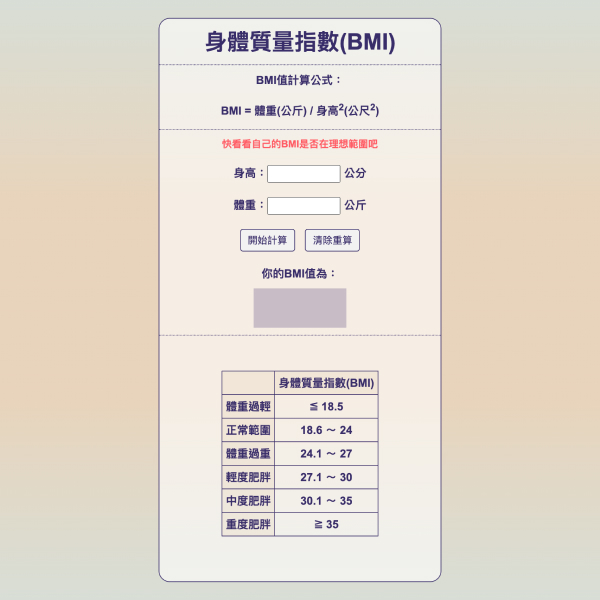 身體質量指數(BMI)
BMI值計算公式：
BMI = 體重(公斤) / 身高²(公尺²)
快看看自己的BMI是否在理想範圍吧
身高： 公分
體重： 公斤
開始計算 清除重算
你的BMI值為：
身體質量指數(BMI)
體重過輕 ≦ 18.5
正常範圍 18.6 ～ 24
體重過重 24.1 ～ 27
輕度肥胖 27.1 ～ 30
中度肥胖 30.1 ～ 35
重度肥胖 ≧ 35